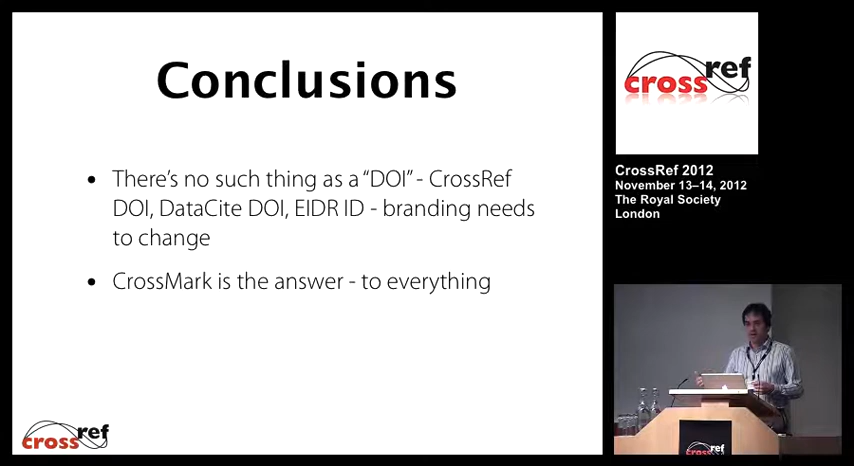 Conclusions
• There's no such thing as a “DOI” - CrossRef
DOI, DataCite DOI, EIDR ID - branding needs
to change
• CrossMark is the answer - to everything
crossref
crossref
CrossRef 2012
November 13–14, 2012
The Royal Society
London
crossref